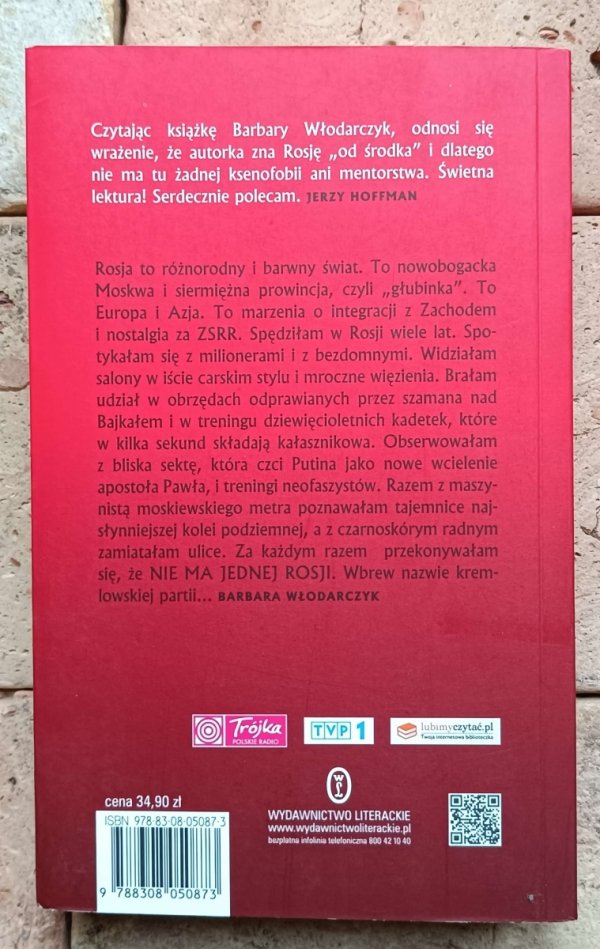 Czytając książkę Barbary Włodarczyk, odnosi się
wrażenie, że autorka zna Rosję „od środka” i dlatego
nie ma tu żadnej ksenofobii ani mentorstwa. Świetna
lektura! Serdecznie polecam. JERZY HOFFMAN
Rosja to różnorodny i barwny świat. To nowobogacka
Moskwa i siermiężna prowincja, czyli „głubinka”. To
Europa i Azja. To marzenia o integracji z Zachodem
i nostalgia za ZSRR. Spędziłam w Rosji wiele lat. Spo-
tykałam się z milionerami i z bezdomnymi. Widziałam
salony w iście carskim stylu i mroczne więzienia. Brałam
udział w obrzędach odprawianych przez szamana nad
Bajkałem i w treningu dziewięcioletnich kadetek, które
w kilka sekund składają kałasznikowa. Obserwowałam
z bliska sektę, która czci Putina jako nowe wcielenie
apostoła Pawła, i treningi neofaszystów. Razem z maszy-
nistą moskiewskiego metra poznawałam tajemnice naj-
słynniejszej kolei podziemnej, a z czarnoskórym radnym
zamiatałam ulice. Za każdym razem przekonywałam
się, że NIE MA JEDNEJ ROSJI. Wbrew nazwie krem-
lowskiej partii... BARBARA WŁODARCZYK
Trójka
POLSKIE RADIO
TVP 1
lubimyczytać.pl
Twoja internetowa biblioteczka
cena 34,90 zł
ISBN 978-83-08-05087-3
9 788308 050873
WL
WYDAWNICTWO LITERACKIE
www.wydawnictwoliterackie.pl
bezpłatna infolinia telefoniczna 800 42 10 40